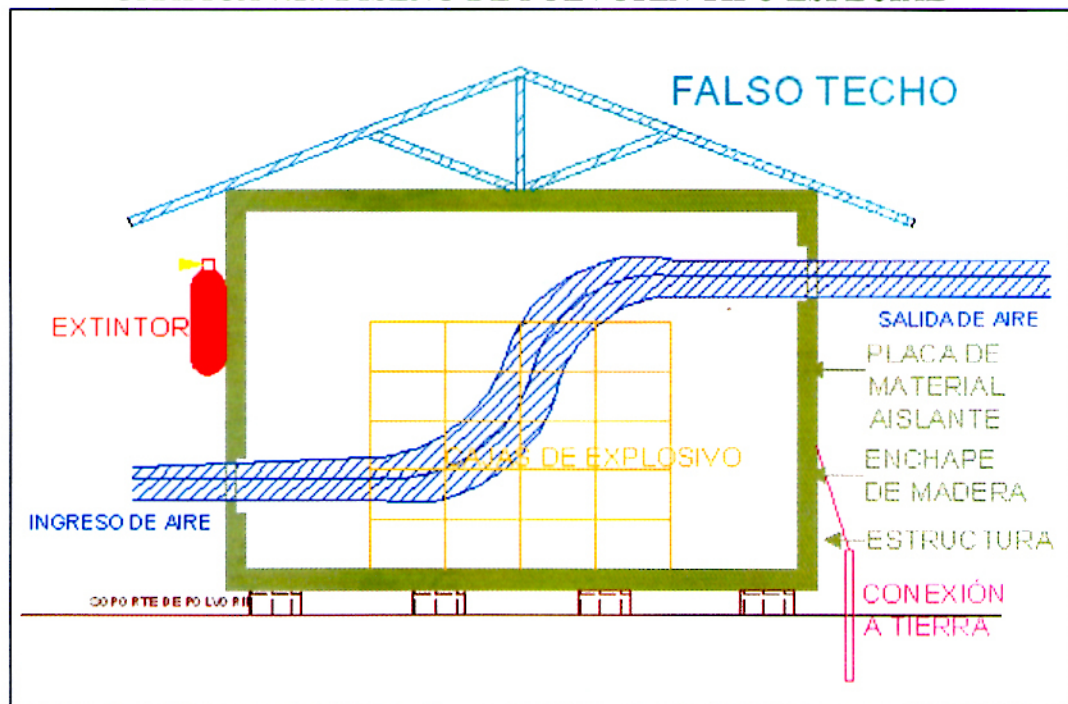 FALSO TECHO
EXTINTOR
SALIDA DE AIRE
PLACA DE
MATERIAL
AISLANTE
CAJAS DE EXPLOSIVO
ENCHAPE
DE MADERA
INGRESO DE AIRE
ESTRUCTURA
CONEXIÓN
A TIERRA